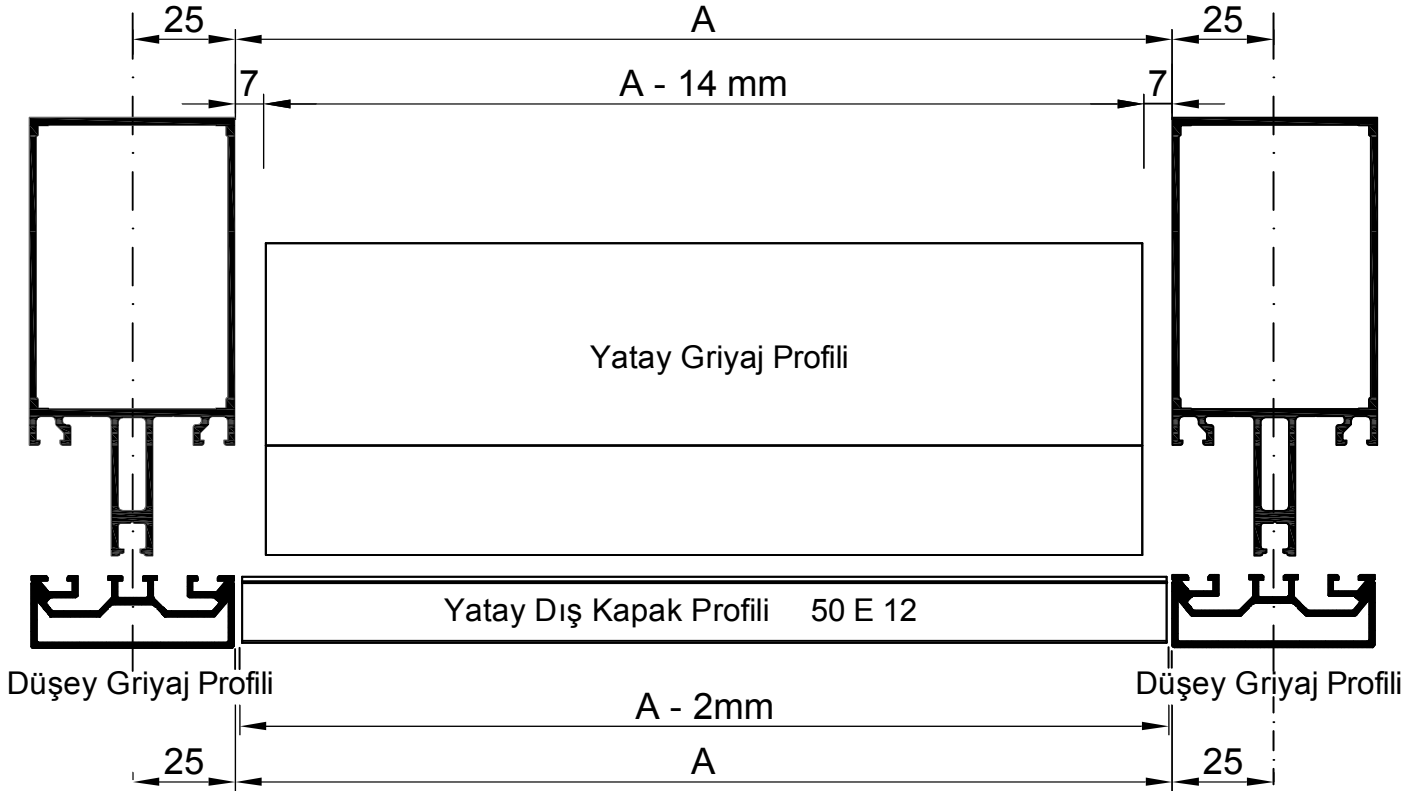 25 A 25
7 A - 14 mm 7
Yatay Griyaj Profili
Yatay Dış Kapak Profili 50 E 12
Düşey Griyaj Profili Düşey Griyaj Profili
A - 2mm
25 A 25